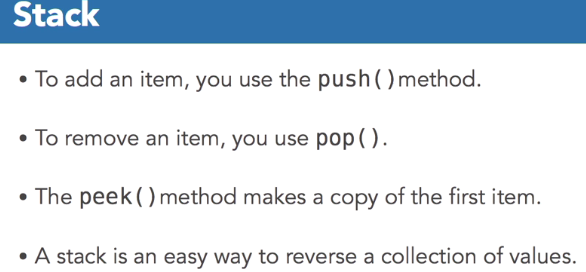 Stack
• To add an item, you use the push()method.
• To remove an item, you use pop().
• The peek()method makes a copy of the first item.
• A stack is an easy way to reverse a collection of values.